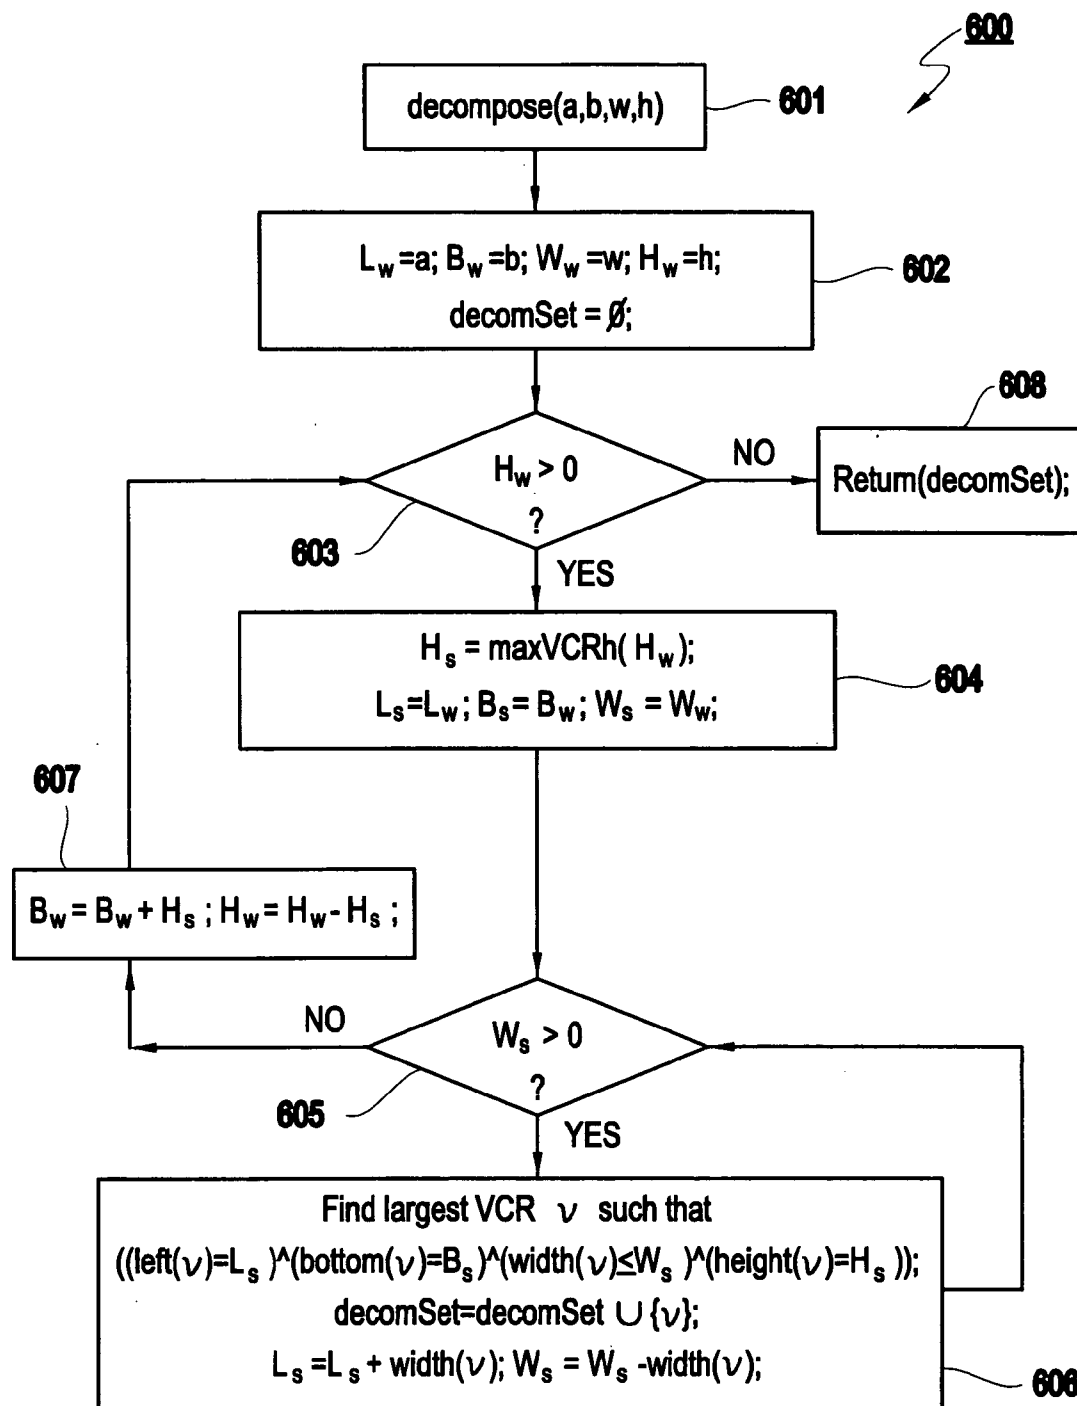 600
decompose(a,b,w,h)
601
L_w =a; B_w =b; W_w =w; H_w =h;
decomSet = Ø;
602
608
H_w > 0
?
NO
Return(decomSet);
603
YES
H_s = maxVCRh( H_w );
L_s=L_w ; B_s= B_w ; W_s = W_w;
604
607
B_w = B_w + H_s ; H_w = H_w - H_s ;
NO
W_s > 0
?
605
YES
Find largest VCR ν such that
((left(ν)=L_s )^(bottom(ν)=B_s)^(width(ν)≤W_s )^(height(ν)=H_s ));
decomSet=decomSet ∪ {ν};
L_s =L_s + width(ν); W_s = W_s -width(ν);
606